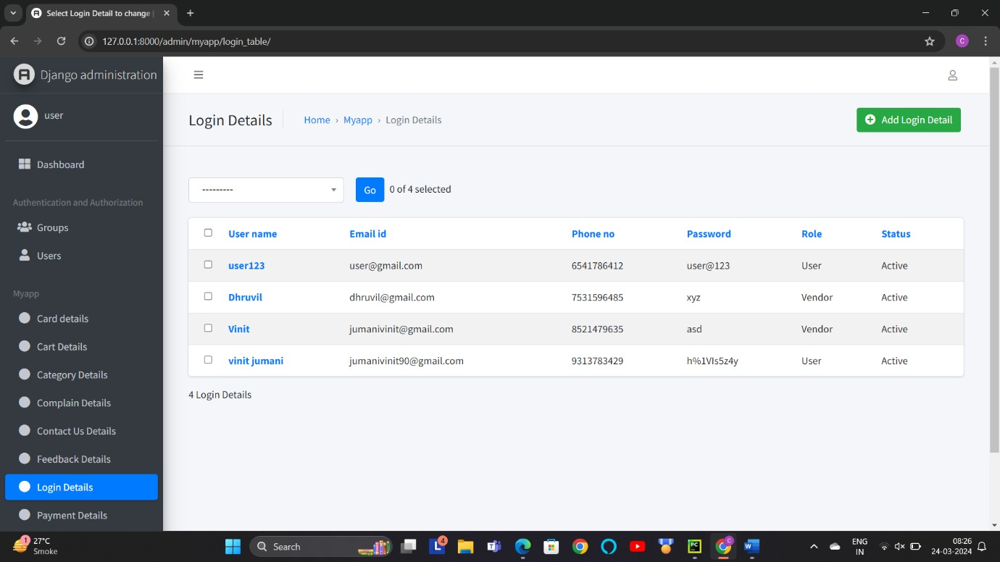 Select Login Detail to change |
127.0.0.1:8000/admin/myapp/login_table/
C
Django administration
user
Dashboard
Authentication and Authorization
Groups
Users
Myapp
Card details
Cart Details
Category Details
Complain Details
Contact Us Details
Feedback Details
Login Details
Payment Details
Login Details
Home › Myapp › Login Details
Add Login Detail
---------
Go
0 of 4 selected
User name Email id Phone no Password Role Status
user123 user@gmail.com 6541786412 user@123 User Active
Dhruvil dhruvil@gmail.com 7531596485 xyz Vendor Active
Vinit jumanivinit@gmail.com 8521479635 asd Vendor Active
vinit jumani jumanivinit90@gmail.com 9313783429 h%1VIs5z4y User Active
4 Login Details
1
27°C
Smoke
Search
L
4
T
PC
C
W
ENG
IN
08:26
24-03-2024